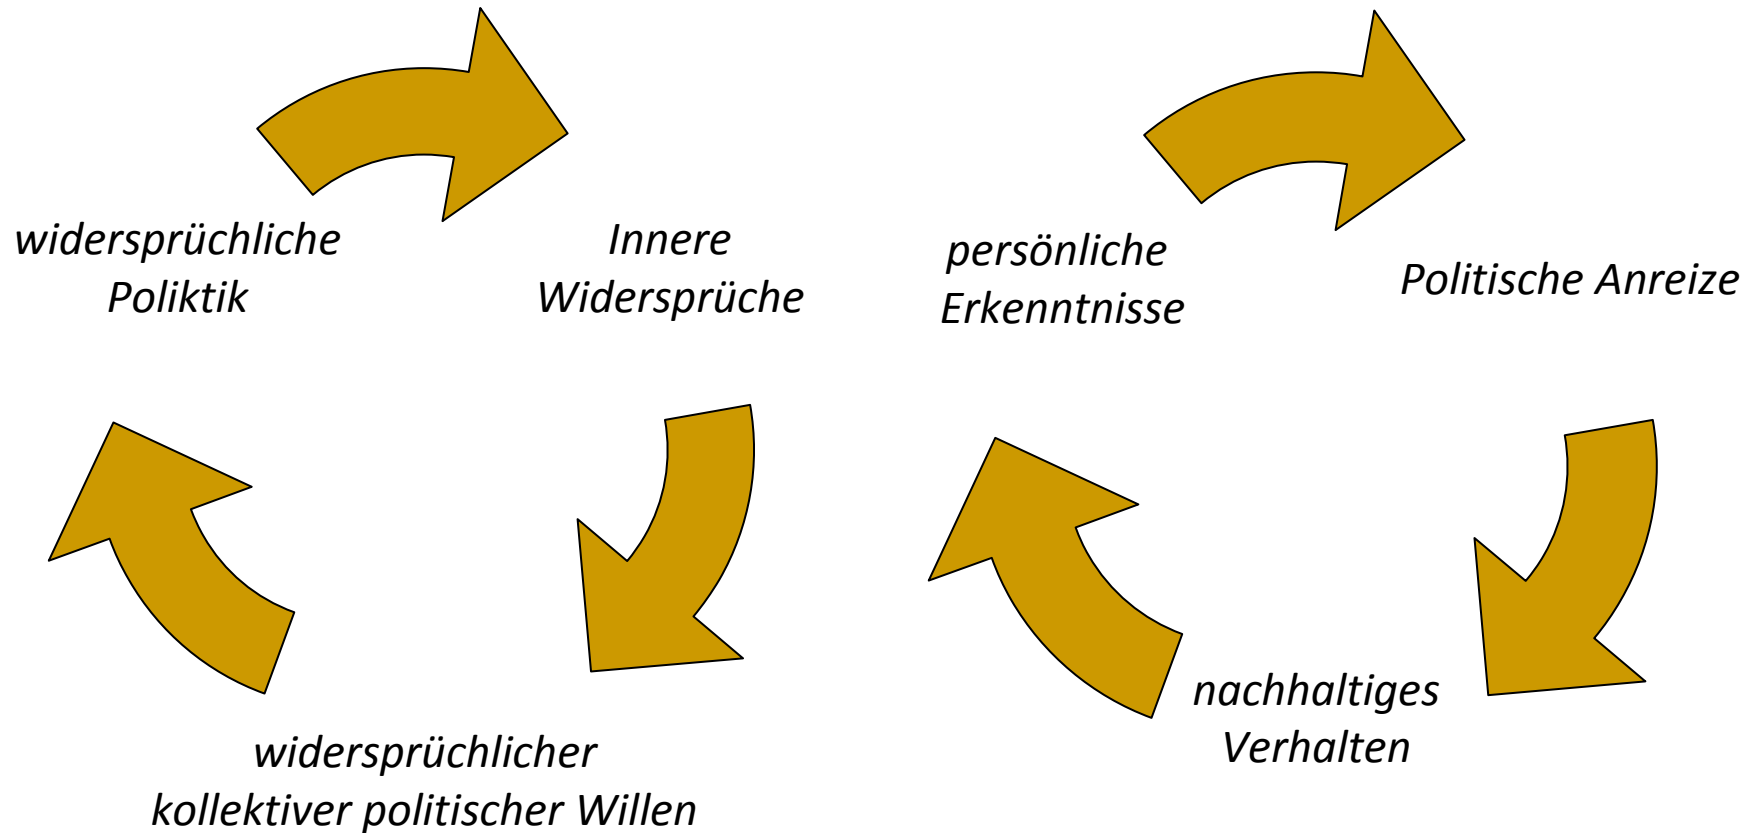 widersprüchliche
Poliktik
Innere
Widersprüche
widersprüchlicher
kollektiver politischer Willen
persönliche
Erkenntnisse
Politische Anreize
nachhaltiges
Verhalten